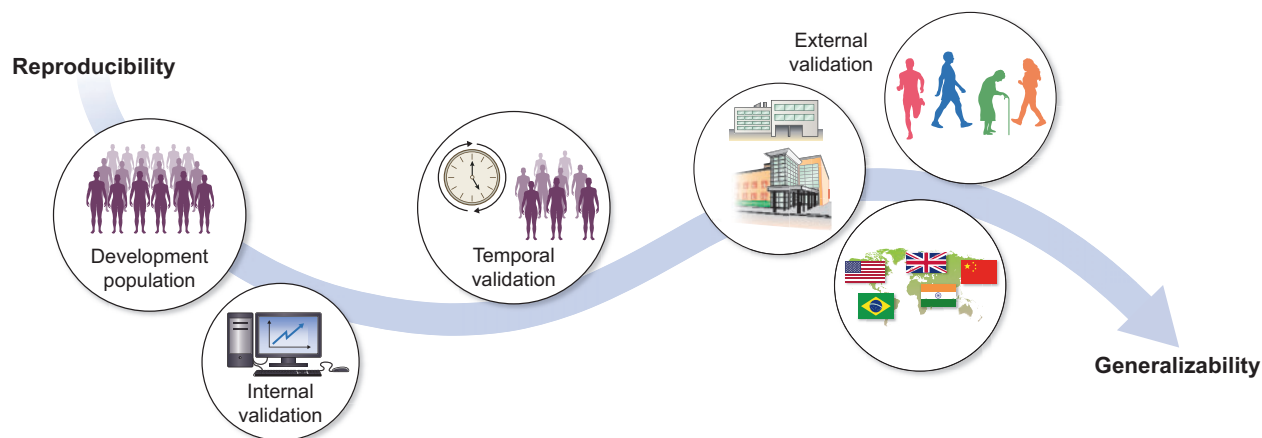 Reproducibility
Development
population
Internal
validation
Temporal
validation
External
validation
Generalizability